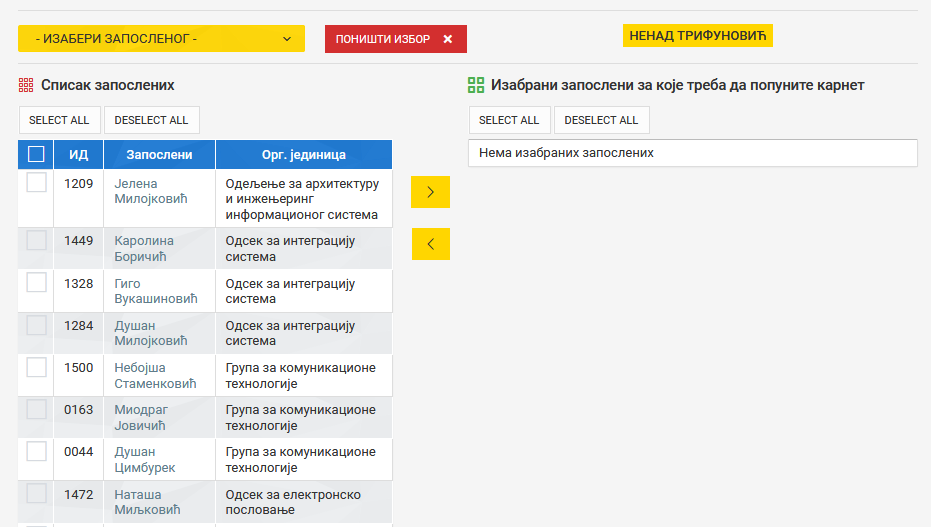 - ИЗАБЕРИ ЗАПОСЛЕНОГ -
ПОНИШТИ ИЗБОР
НЕНАД ТРИФУНОВИЋ
Списак запослених
SELECT ALL DESELECT ALL
ИД Запослени Орг. јединица
1209 Јелена Одељење за архитектуру
Милојковић и инжењеринг
информационог система
1449 Каролина Одсек за интеграцију
Боричић система
1328 Гиго Одсек за интеграцију
Вукашиновић система
1284 Душан Одсек за интеграцију
Милојковић система
1500 Небојша Група за комуникационе
Стаменковић технологије
0163 Миодраг Група за комуникационе
Јовичић технологије
0044 Душан Група за комуникационе
Цимбурек технологије
1472 Наташа Одсек за електронско
Миљковић пословање
Изабрани запослени за које треба да попуните карнет
SELECT ALL DESELECT ALL
Нема изабраних запослених